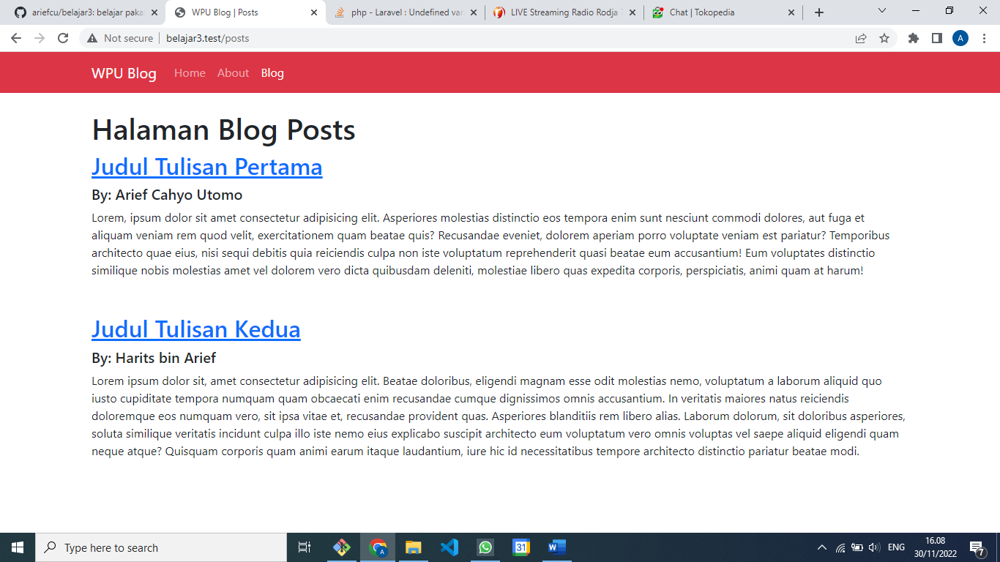 ariefcu/belajar3: belajar paka
WPU Blog | Posts
php - Laravel : Undefined var
LIVE Streaming Radio Rodja 7
Chat | Tokopedia
Not secure | belajar3.test/posts
A
WPU Blog Home About Blog
Halaman Blog Posts
Judul Tulisan Pertama
By: Arief Cahyo Utomo
Lorem, ipsum dolor sit amet consectetur adipisicing elit. Asperiores molestias distinctio eos tempora enim sunt nesciunt commodi dolores, aut fuga et
aliquam veniam rem quod velit, exercitationem quam beatae quis? Recusandae eveniet, dolorem aperiam porro voluptate veniam est pariatur? Temporibus
architecto quae eius, nisi sequi debitis quia reiciendis culpa non iste voluptatum reprehenderit quasi beatae eum accusantium! Eum voluptates distinctio
similique nobis molestias amet vel dolorem vero dicta quibusdam deleniti, molestiae libero quas expedita corporis, perspiciatis, animi quam at harum!
Judul Tulisan Kedua
By: Harits bin Arief
Lorem ipsum dolor sit, amet consectetur adipisicing elit. Beatae doloribus, eligendi magnam esse odit molestias nemo, voluptatum a laborum aliquid quo
iusto cupiditate tempora numquam quam obcaecati enim recusandae cumque dignissimos omnis accusantium. In veritatis maiores natus reiciendis
doloremque eos numquam vero, sit ipsa vitae et, recusandae provident quas. Asperiores blanditiis rem libero alias. Laborum dolorum, sit doloribus asperiores,
soluta similique veritatis incidunt culpa illo iste nemo eius explicabo suscipit architecto eum voluptatum vero omnis voluptas vel saepe aliquid eligendi quam
neque atque? Quisquam corporis quam animi earum itaque laudantium, iure hic id necessitatibus tempore architecto distinctio pariatur beatae modi.
Type here to search
A
31
W
ENG
16.08
30/11/2022
7